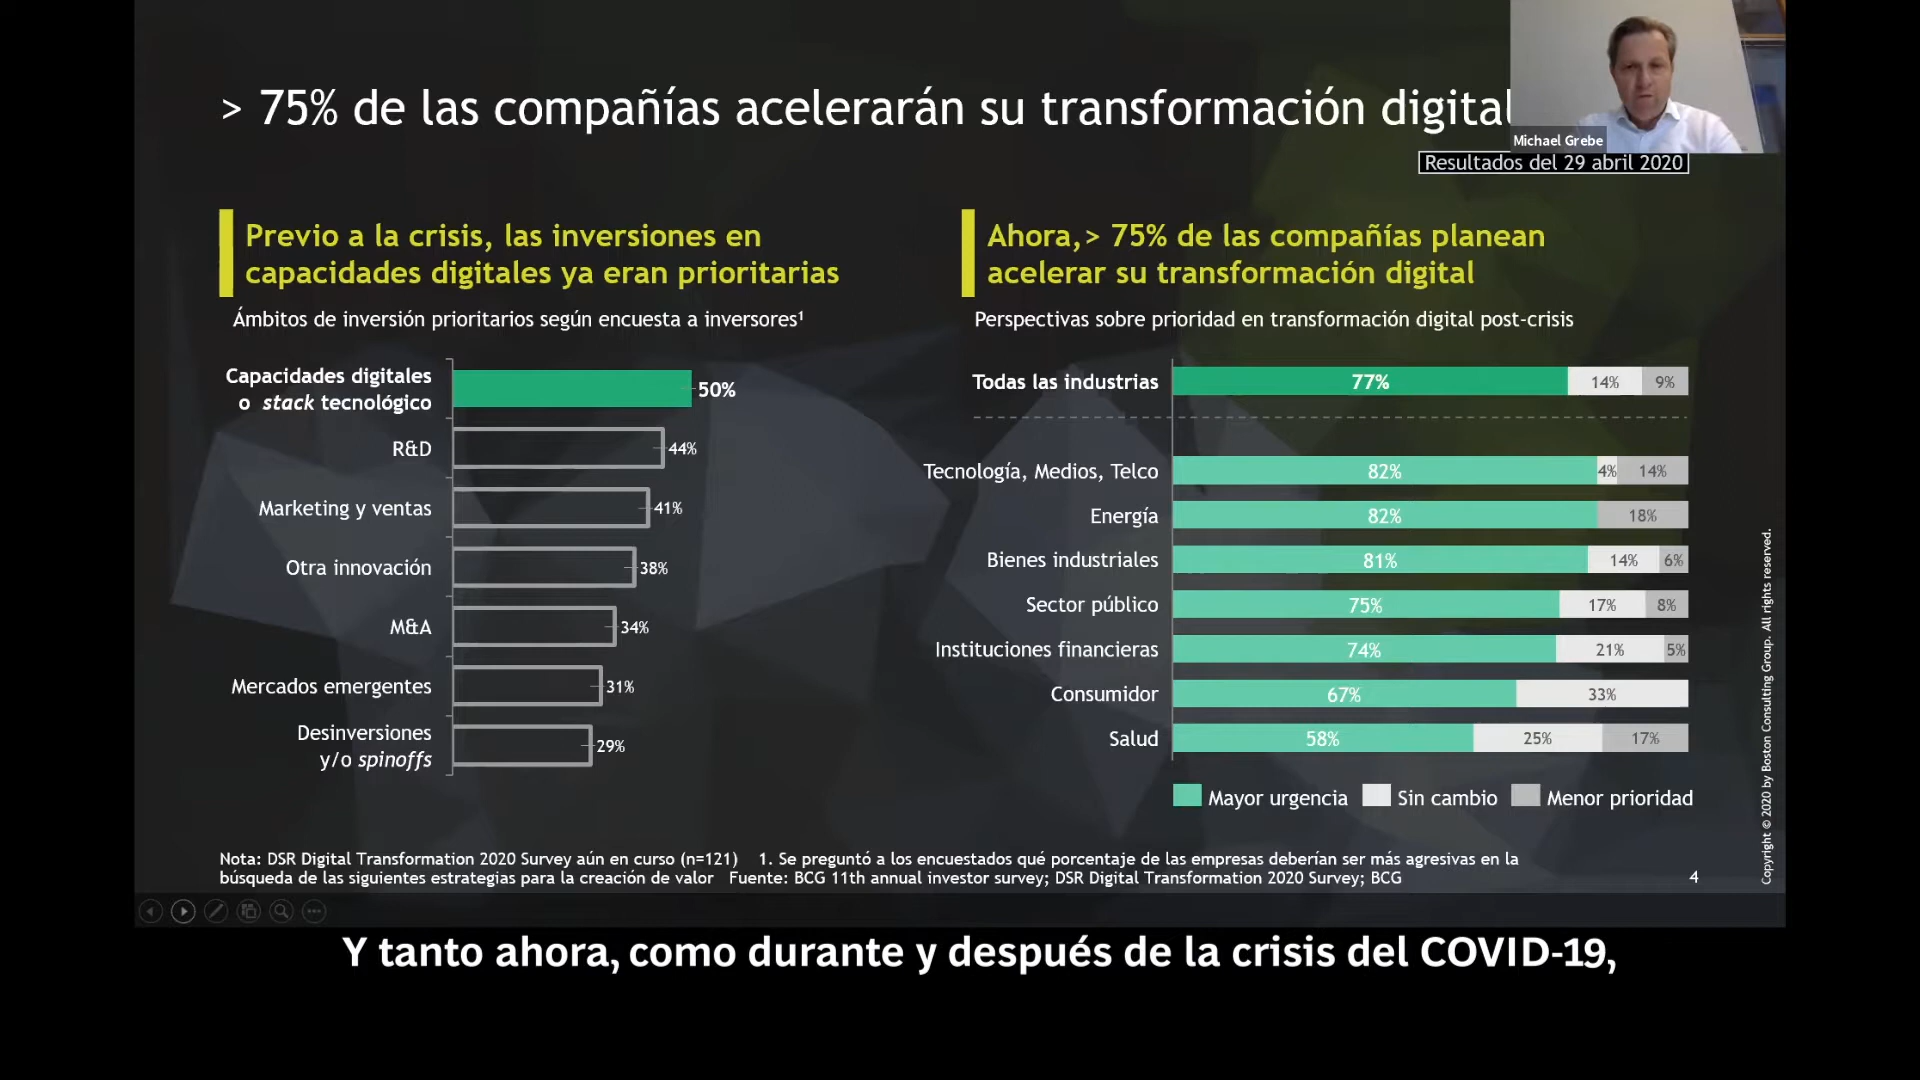 > 75% de las compañías acelerarán su transformación digital
Michael Grebe
Resultados del 29 abril 2020
Previo a la crisis, las inversiones en
capacidades digitales ya eran prioritarias
Ámbitos de inversión prioritarios según encuesta a inversores¹
Capacidades digitales
o stack tecnológico
50%
R&D
44%
Marketing y ventas
41%
Otra innovación
38%
M&A
34%
Mercados emergentes
31%
Desinversiones
y/o spinoffs
29%
Ahora,> 75% de las compañías planean
acelerar su transformación digital
Perspectivas sobre prioridad en transformación digital post-crisis
Todas las industrias 77% 14% 9%
Tecnología, Medios, Telco 82% 4% 14%
Energía 82% 18%
Bienes industriales 81% 14% 6%
Sector público 75% 17% 8%
Instituciones financieras 74% 21% 5%
Consumidor 67% 33%
Salud 58% 25% 17%
Mayor urgencia Sin cambio Menor prioridad
Nota: DSR Digital Transformation 2020 Survey aún en curso (n=121) 1. Se preguntó a los encuestados qué porcentaje de las empresas deberían ser más agresivas en la
búsqueda de las siguientes estrategias para la creación de valor Fuente: BCG 11th annual investor survey; DSR Digital Transformation 2020 Survey; BCG
4
Copyright © 2020 by Boston Consulting Group. All rights reserved.
Y tanto ahora, como durante y después de la crisis del COVID-19,